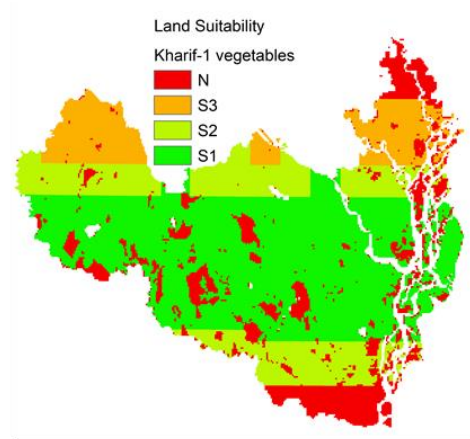 Land Suitability
Kharif-1 vegetables
N
S3
S2
S1